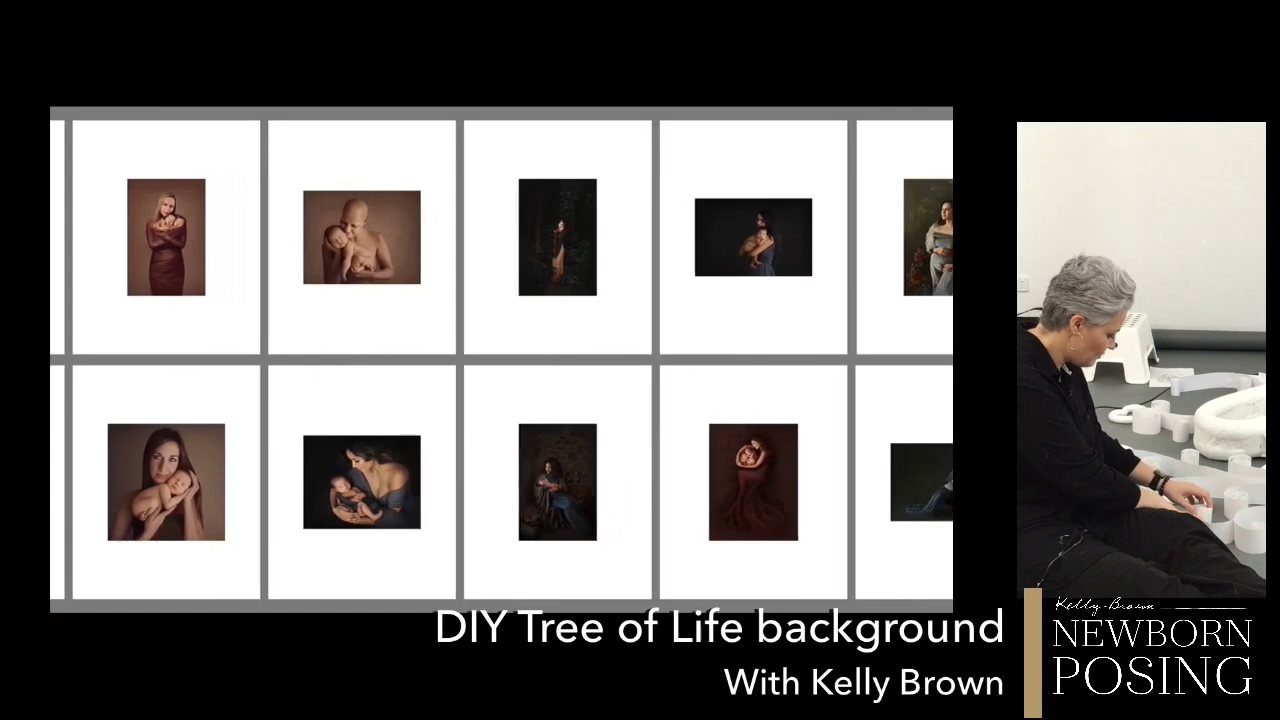 DIY Tree of Life background
With Kelly Brown
Kelly Brown
NEWBORN
POSING